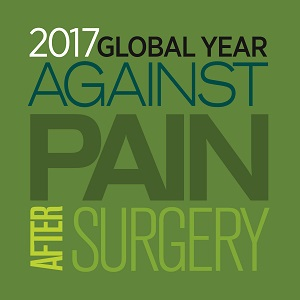 2017 GLOBAL YEAR
AGAINST
PAIN
AFTER SURGERY